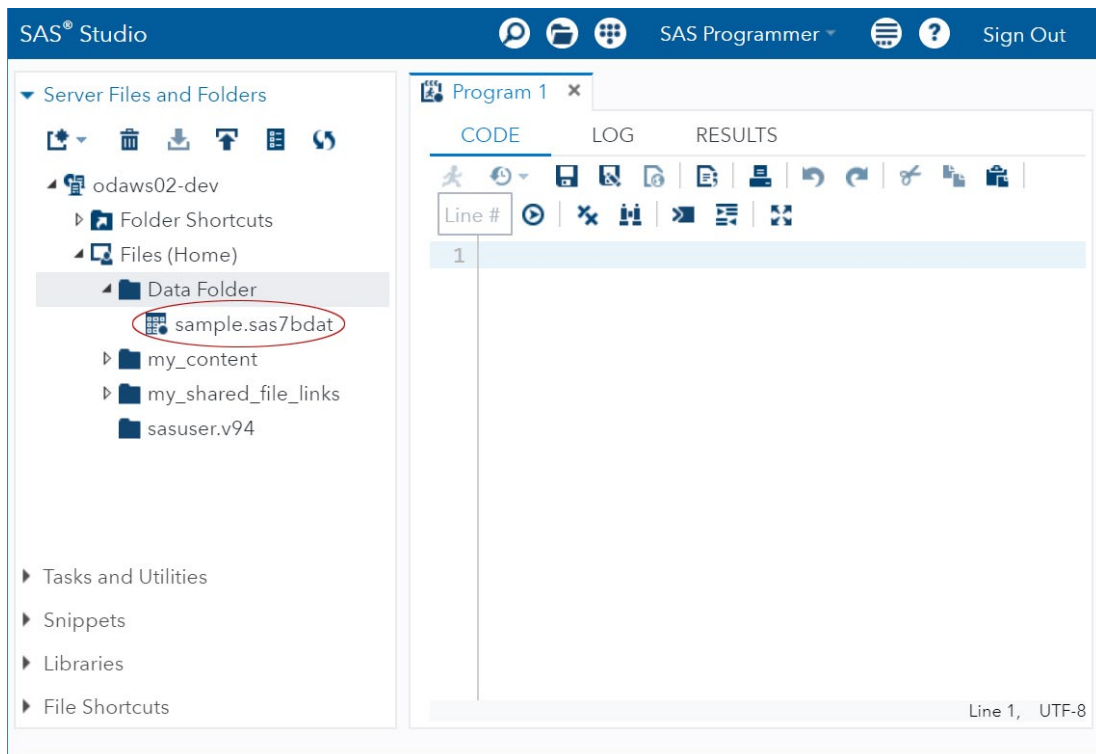 SAS® Studio
SAS Programmer
?
Sign Out
Server Files and Folders
odaws02-dev
Folder Shortcuts
Files (Home)
Data Folder
sample.sas7bdat
my_content
my_shared_file_links
sasuser.v94
Tasks and Utilities
Snippets
Libraries
File Shortcuts
Program 1
CODE LOG RESULTS
Line #
1
Line 1, UTF-8